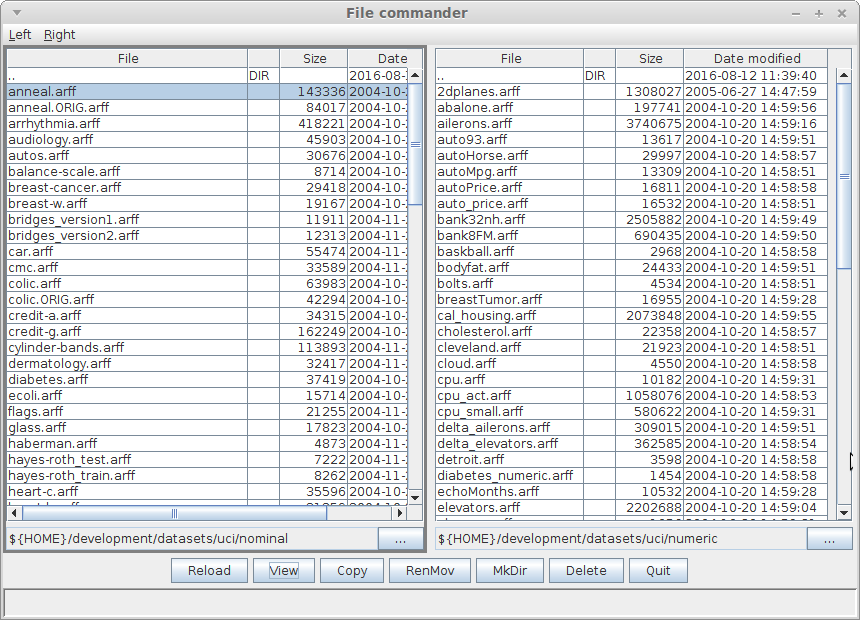 File commander
Left Right
File Size Date
.. DIR 2016-08-
anneal.arff 143336 2004-10-
anneal.ORIG.arff 84017 2004-10-
arrhythmia.arff 418221 2004-10-
audiology.arff 45903 2004-10-
autos.arff 30676 2004-10-
balance-scale.arff 8714 2004-10-
breast-cancer.arff 29418 2004-10-
breast-w.arff 19167 2004-10-
bridges_version1.arff 11911 2004-11-
bridges_version2.arff 12313 2004-11-
car.arff 55474 2004-11-
cmc.arff 33589 2004-10-
colic.arff 63983 2004-10-
colic.ORIG.arff 42294 2004-10-
credit-a.arff 34315 2004-10-
credit-g.arff 162249 2004-10-
cylinder-bands.arff 113893 2004-11-
dermatology.arff 32417 2004-11-
diabetes.arff 37419 2004-10-
ecoli.arff 15714 2004-10-
flags.arff 21255 2004-11-
glass.arff 17823 2004-10-
haberman.arff 4873 2004-11-
hayes-roth_test.arff 7222 2004-11-
hayes-roth_train.arff 8262 2004-11-
heart-c.arff 35596 2004-10-
${HOME}/development/datasets/uci/nominal ...
File Size Date modified
.. DIR 2016-08-12 11:39:40
2dplanes.arff 1308027 2005-06-27 14:47:59
abalone.arff 197741 2004-10-20 14:59:56
ailerons.arff 3740675 2004-10-20 14:59:16
auto93.arff 13617 2004-10-20 14:59:51
autoHorse.arff 29997 2004-10-20 14:58:57
autoMpg.arff 13309 2004-10-20 14:58:51
autoPrice.arff 16811 2004-10-20 14:58:58
auto_price.arff 16532 2004-10-20 14:58:51
bank32nh.arff 2505882 2004-10-20 14:59:49
bank8FM.arff 690435 2004-10-20 14:59:50
baskball.arff 2968 2004-10-20 14:58:58
bodyfat.arff 24433 2004-10-20 14:59:51
bolts.arff 4534 2004-10-20 14:58:51
breastTumor.arff 16955 2004-10-20 14:59:28
cal_housing.arff 2073848 2004-10-20 14:59:55
cholesterol.arff 22358 2004-10-20 14:58:57
cleveland.arff 21923 2004-10-20 14:58:51
cloud.arff 4550 2004-10-20 14:58:58
cpu.arff 10182 2004-10-20 14:59:31
cpu_act.arff 1058076 2004-10-20 14:58:53
cpu_small.arff 580622 2004-10-20 14:59:31
delta_ailerons.arff 309015 2004-10-20 14:59:51
delta_elevators.arff 362585 2004-10-20 14:58:54
detroit.arff 3598 2004-10-20 14:58:58
diabetes_numeric.arff 1454 2004-10-20 14:58:58
echoMonths.arff 10532 2004-10-20 14:59:28
elevators.arff 2202688 2004-10-20 14:59:04
${HOME}/development/datasets/uci/numeric ...
Reload View Copy RenMov MkDir Delete Quit